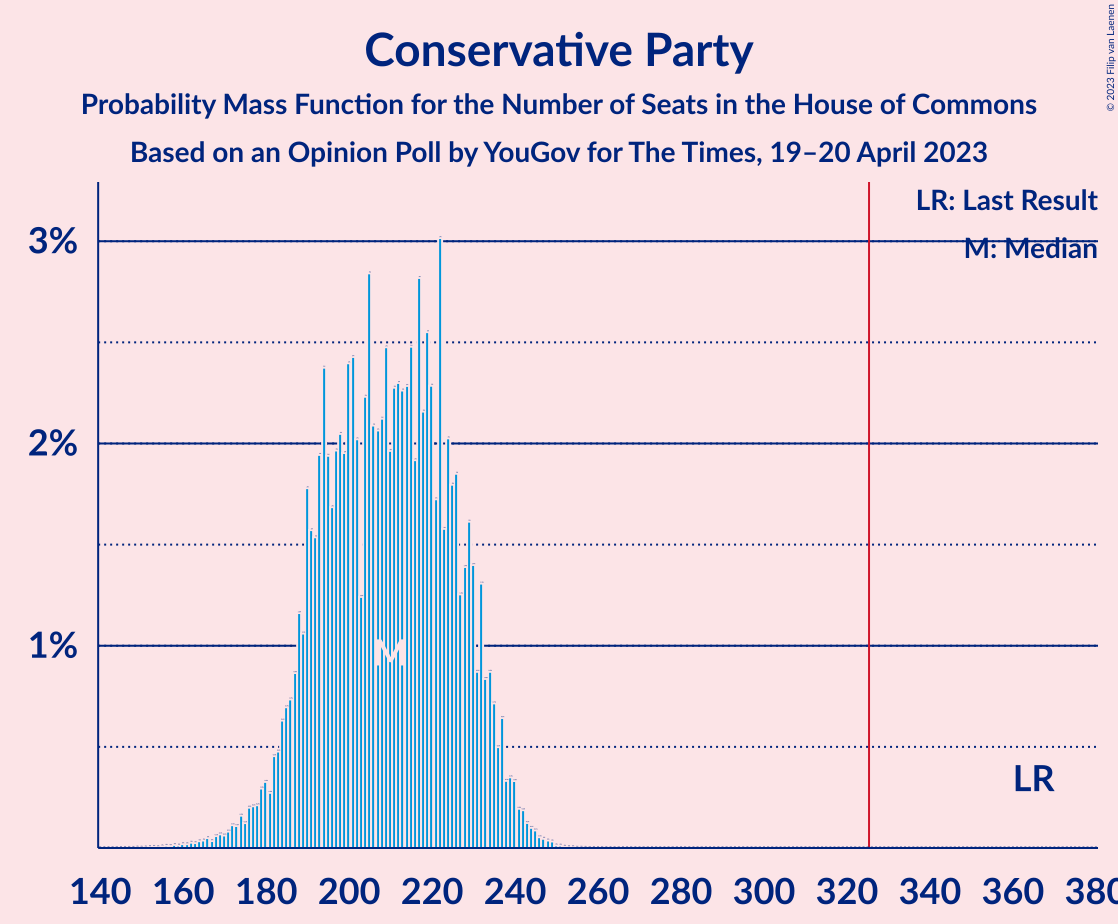 Conservative Party
Probability Mass Function for the Number of Seats in the House of Commons
Based on an Opinion Poll by YouGov for The Times, 19–20 April 2023
© 2023 Filip van Laenen
LR: Last Result
M: Median
3%
2%
1%
M
LR
140 160 180 200 220 240 260 280 300 320 340 360 380